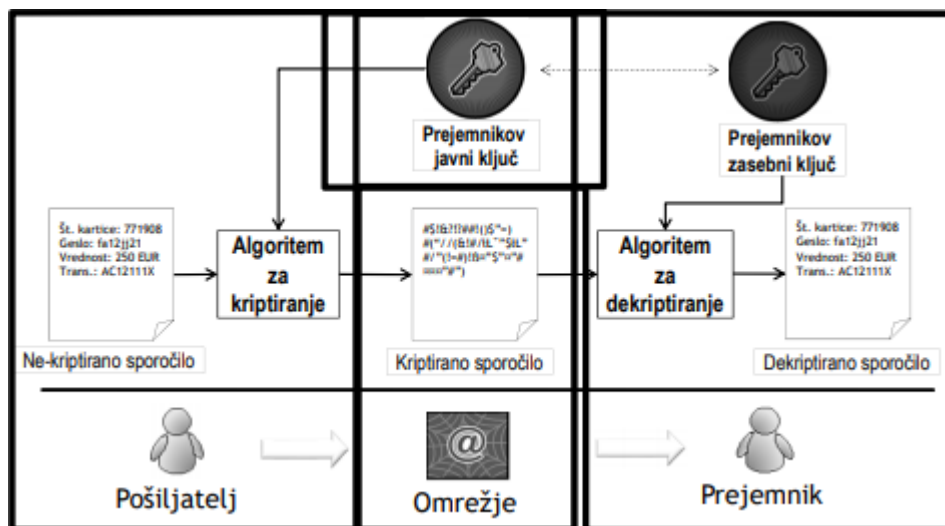 Prejemnikov
javni ključ
Prejemnikov
zasebni ključ
Št. kartice: 771908
Geslo: fa12jj21
Vrednost: 250 EUR
Trans.: AC12111X
Algoritem
za
kriptiranje
Algoritem
za
dekriptiranje
Št. kartice: 771908
Geslo: fa12jj21
Vrednost: 250 EUR
Trans.: AC12111X
Ne-kriptirano sporočilo
Kriptirano sporočilo
Dekriptirano sporočilo
@
Pošiljatelj
Omrežje
Prejemnik